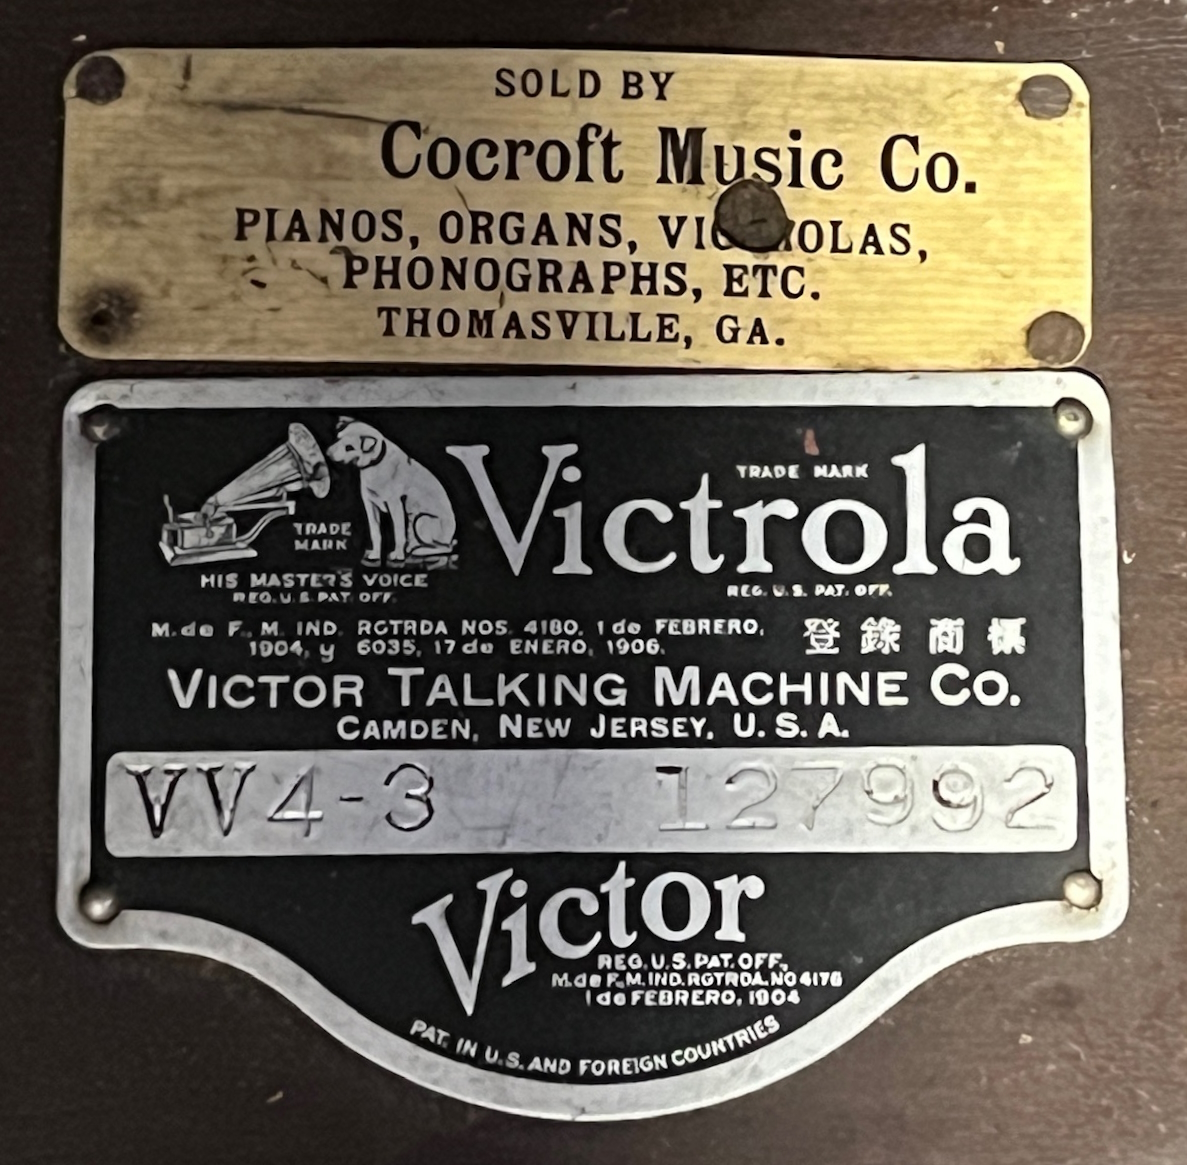 SOLD BY
Cocroft Music Co.
PIANOS, ORGANS, VICTROLAS,
PHONOGRAPHS, ETC.
THOMASVILLE, GA.
TRADE MARK
Victrola
TRADE
MARK
HIS MASTER'S VOICE
REG. U.S. PAT. OFF.
REG. U.S. PAT. OFF.
M. de F. M. IND. RGTRDA NOS. 4180, 1 de FEBRERO,
1904, y 6035, 17 de ENERO, 1906.
登錄商標
VICTOR TALKING MACHINE CO.
CAMDEN, NEW JERSEY, U. S. A.
VV4-3 127992
Victor
REG. U.S. PAT. OFF.
M. de F. M. IND. RGTRDA. NO 4178
1 de FEBRERO, 1904
PAT. IN U.S. AND FOREIGN COUNTRIES